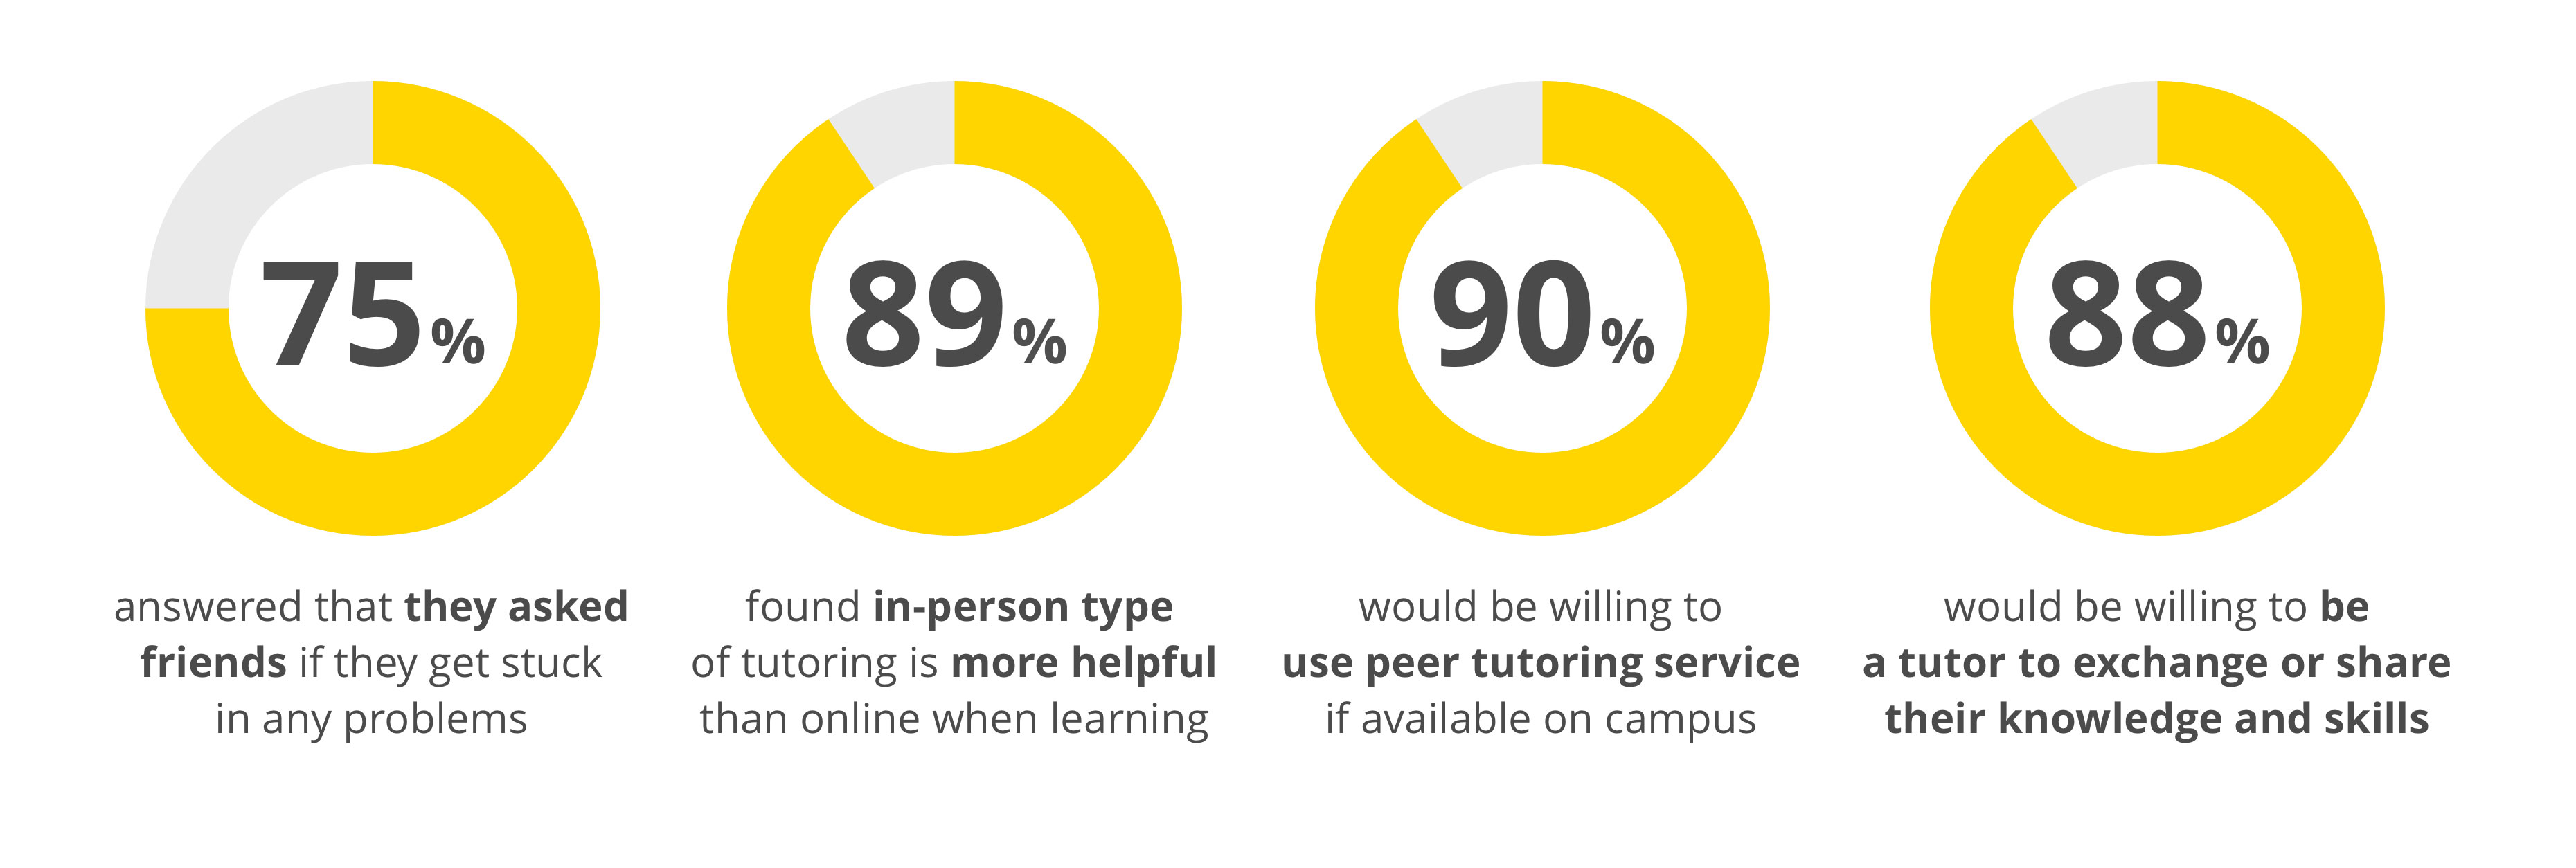 75%
answered that they asked
friends if they get stuck
in any problems
89%
found in-person type
of tutoring is more helpful
than online when learning
90%
would be willing to
use peer tutoring service
if available on campus
88%
would be willing to be
a tutor to exchange or share
their knowledge and skills